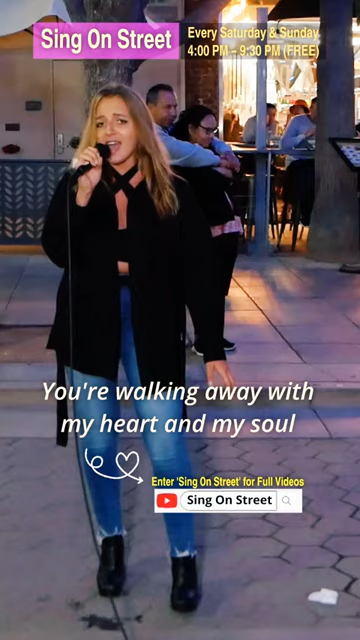 Sing On Street
Every Saturday & Sunday
4:00 PM – 9:30 PM (FREE)
You're walking away with
my heart and my soul
Enter 'Sing On Street' for Full Videos
Sing On Street